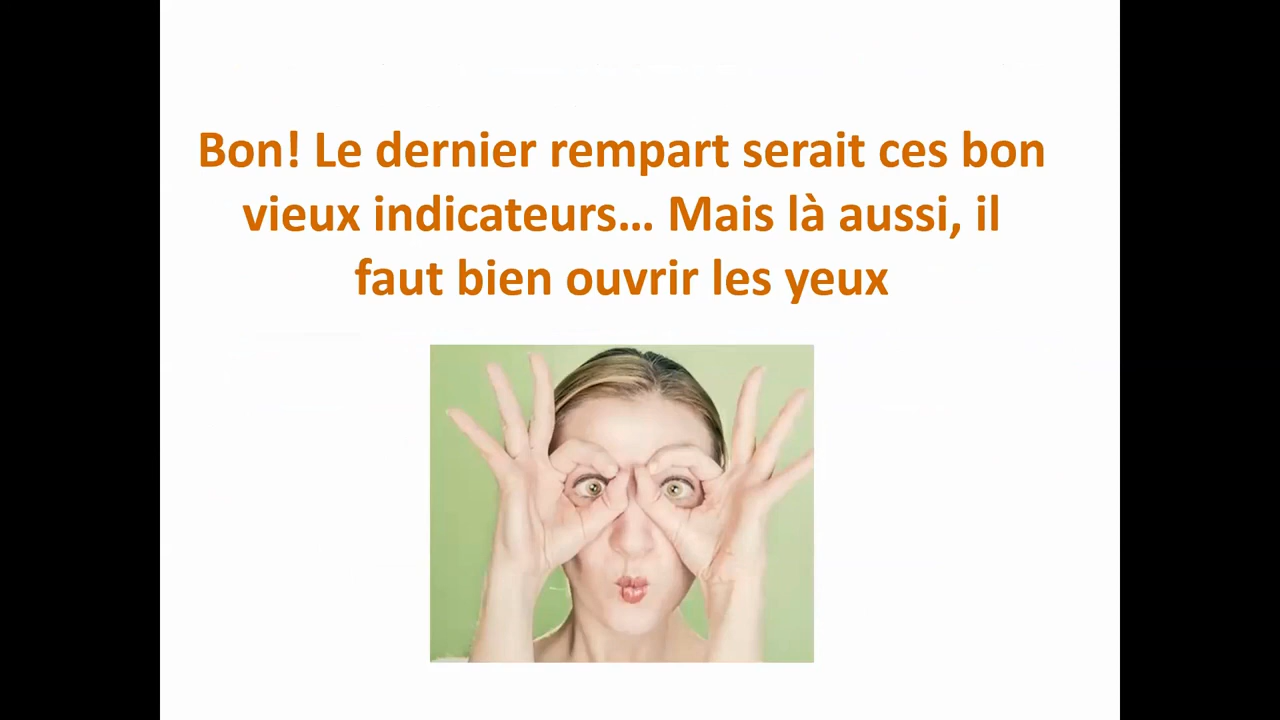 Bon! Le dernier rempart serait ces bon
vieux indicateurs… Mais là aussi, il
faut bien ouvrir les yeux